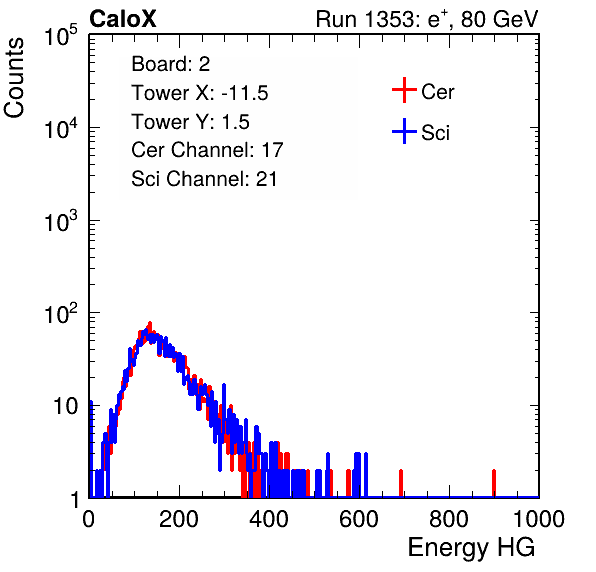 CaloX Run 1353: e⁺, 80 GeV
Counts
10⁵
10⁴
10³
10²
10
1
Board: 2
Tower X: -11.5
Tower Y: 1.5
Cer Channel: 17
Sci Channel: 21
Cer
Sci
0 200 400 600 800 1000
Energy HG